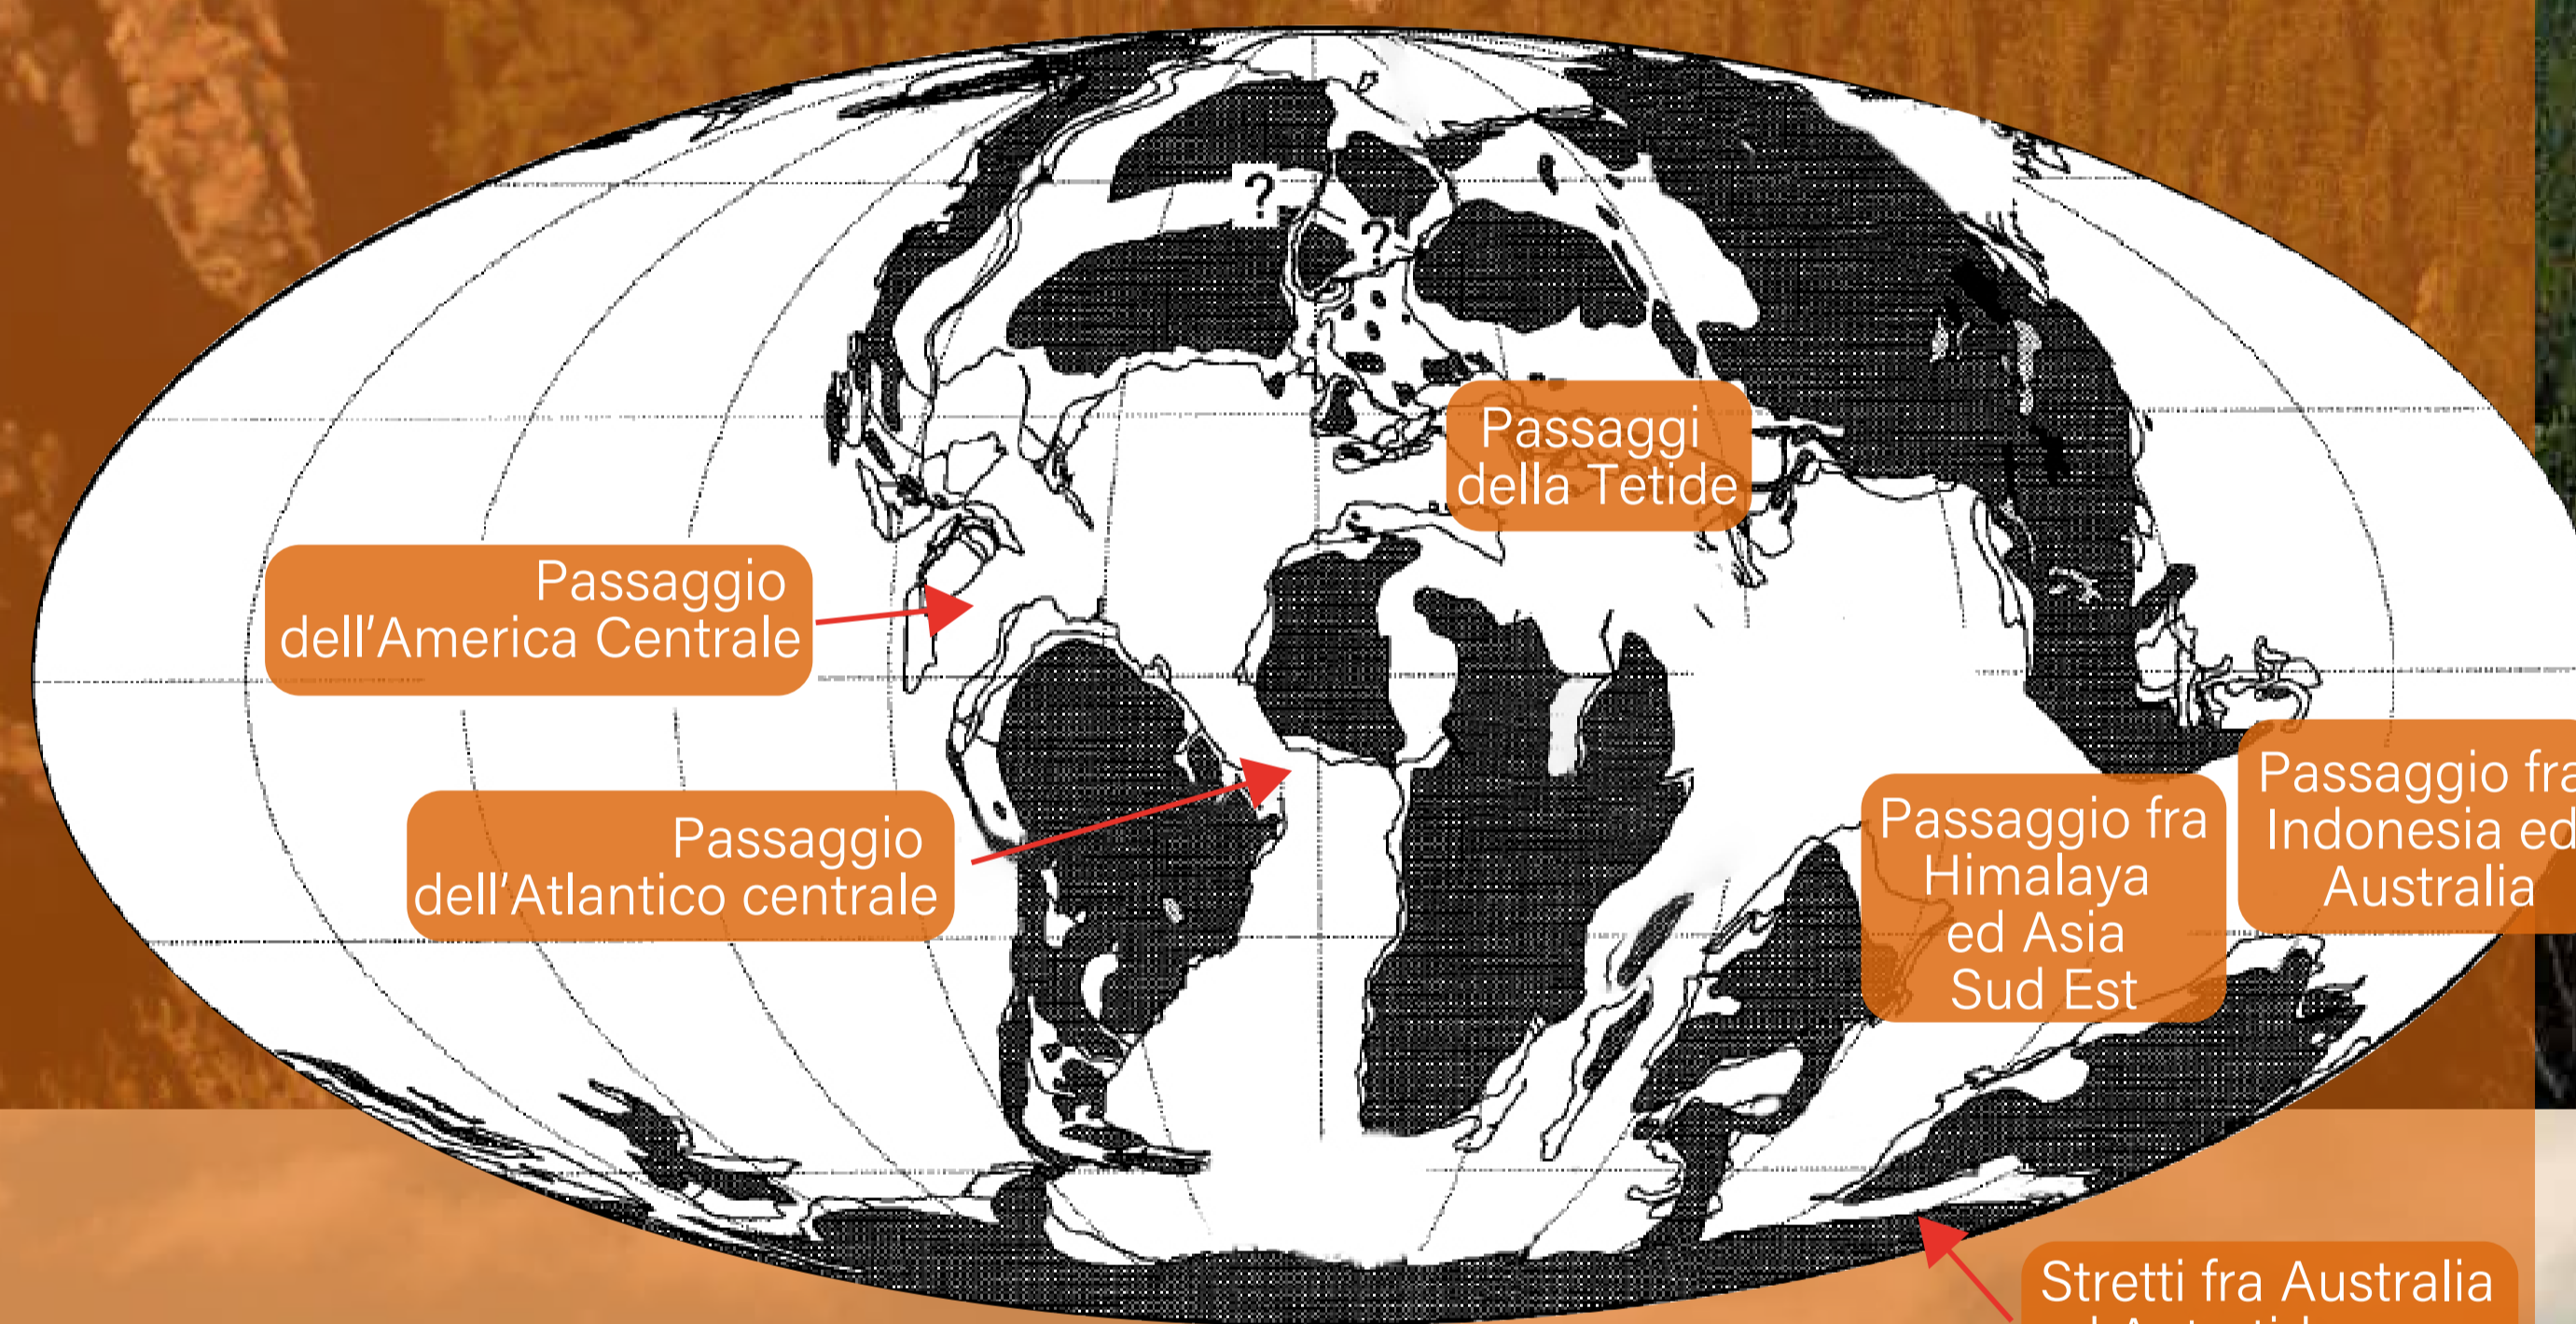 ?
?
Passaggi
della Tetide
Passaggio
dell'America Centrale
Passaggio
dell'Atlantico centrale
Passaggio fra
Himalaya
ed Asia
Sud Est
Passaggio fra
Indonesia ed
Australia
Stretti fra Australia